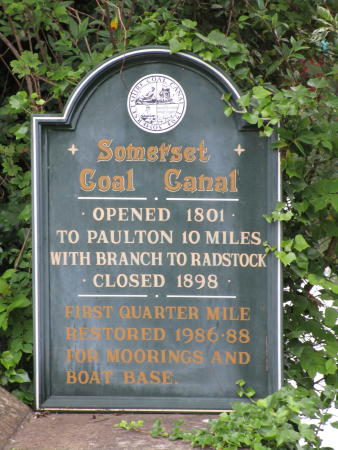 Somerset
Coal Canal
· OPENED 1801 ·
TO PAULTON 10 MILES
WITH BRANCH TO RADSTOCK
· CLOSED 1898 ·
FIRST QUARTER MILE
RESTORED 1986·88
FOR MOORINGS AND
BOAT BASE.